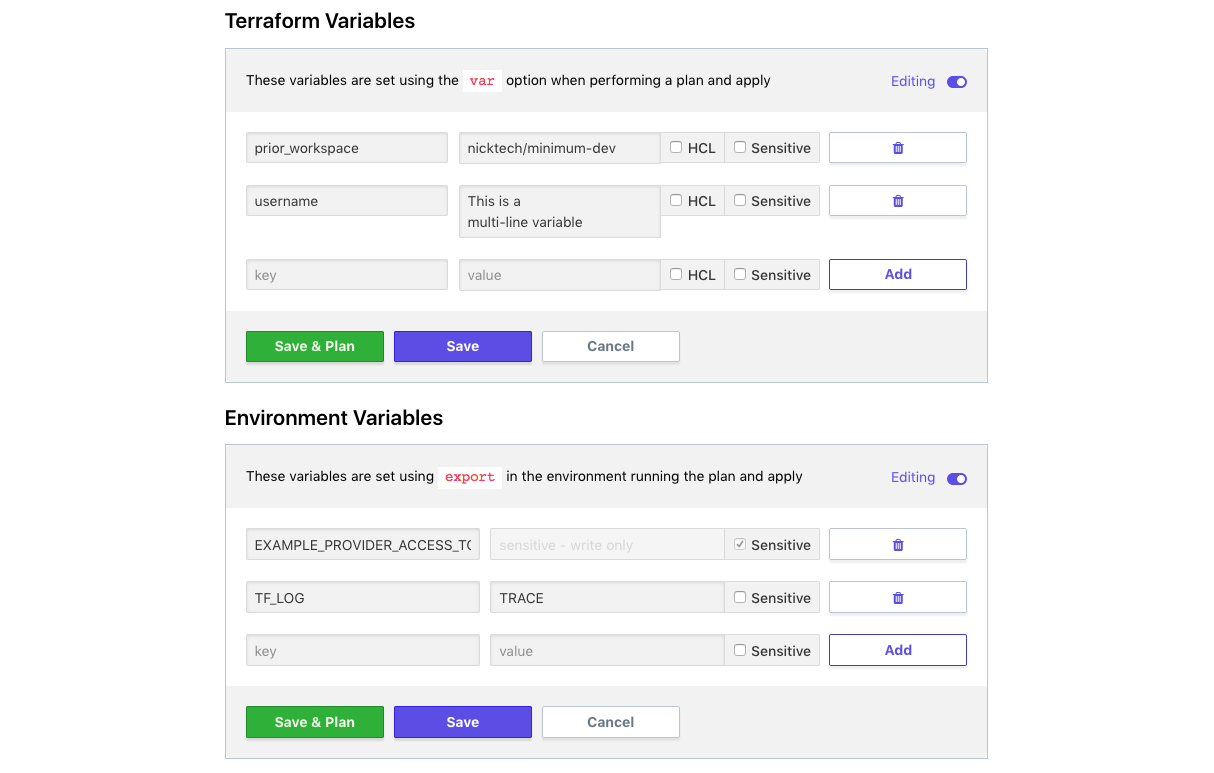 Terraform Variables
These variables are set using the var option when performing a plan and apply Editing
prior_workspace nicktech/minimum-dev HCL Sensitive
username This is a HCL Sensitive
multi-line variable
key value HCL Sensitive Add
Save & Plan Save Cancel
Environment Variables
These variables are set using export in the environment running the plan and apply Editing
EXAMPLE_PROVIDER_ACCESS_TO sensitive - write only Sensitive
TF_LOG TRACE Sensitive
key value Sensitive Add
Save & Plan Save Cancel